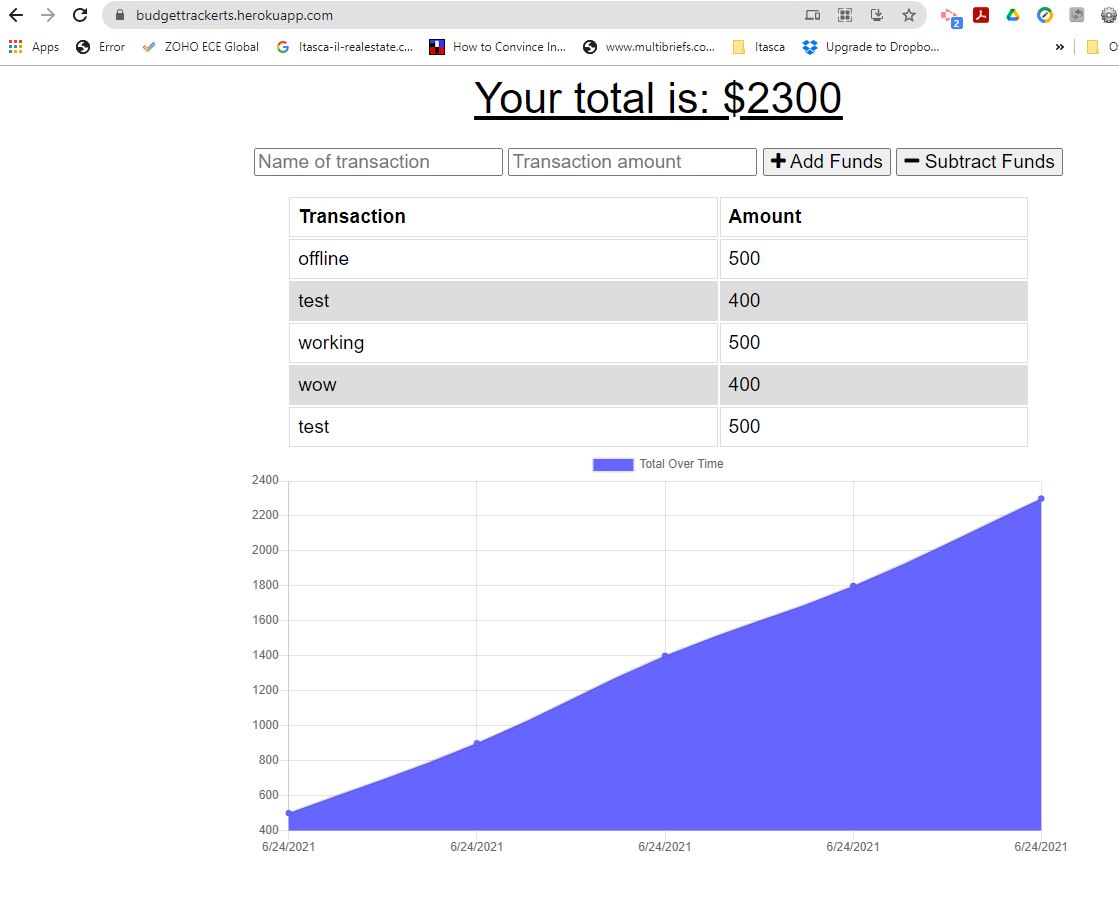 budgettrackerts.herokuapp.com
2
Apps Error ZOHO ECE Global Itasca-il-realestate.c... How to Convince In... www.multibriefs.co... Itasca Upgrade to Dropbo... » O
Your total is: $2300
Name of transaction Transaction amount + Add Funds − Subtract Funds
Transaction Amount
offline 500
test 400
working 500
wow 400
test 500
Total Over Time
2400
2200
2000
1800
1600
1400
1200
1000
800
600
400
6/24/2021 6/24/2021 6/24/2021 6/24/2021 6/24/2021